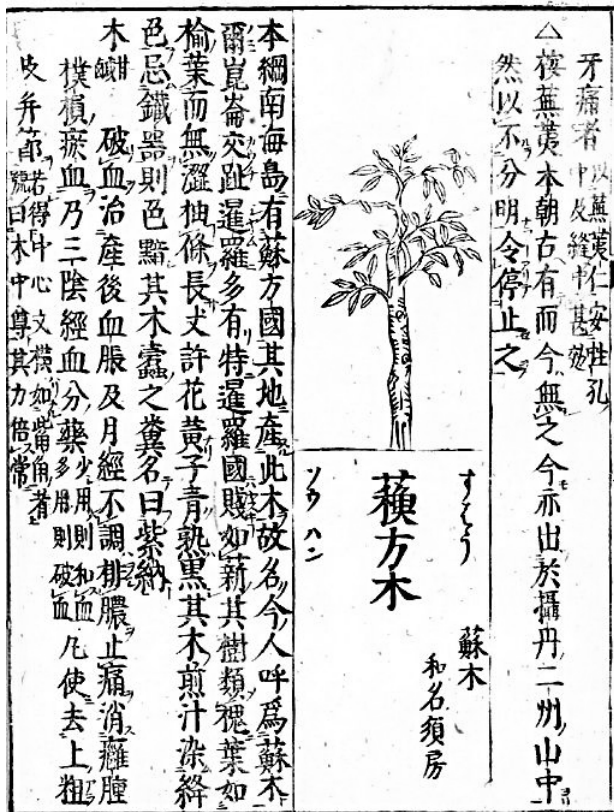 牙痛者以蕪荑仁安蛀孔
中及縫中甚効
△按蕪荑本朝古有而今無之今亦出於攝丹二州山中
然以不分明令停止之
すはう
蘓方木
ソウ ハン
蘇木
和名須房
本綱南海島有蘇方國其地產此木故名今人呼爲蘇木
爾崑崙交趾暹羅多有特暹羅國賤如薪其樹類槐葉如
榆葉而無澀抽條長丈許花黃子青熟黑其木煎汁染絳
色忌鐵器則色黯其木蠹之糞名曰紫納
木甘鹹 破血治產後血脹及月經不調排膿止痛消癰腫
撲損瘀血乃三陰經血分藥少用則和血多用則破血凡使去上粗
皮并節若得中心文橫如紫角者號曰木中尊其力倍常